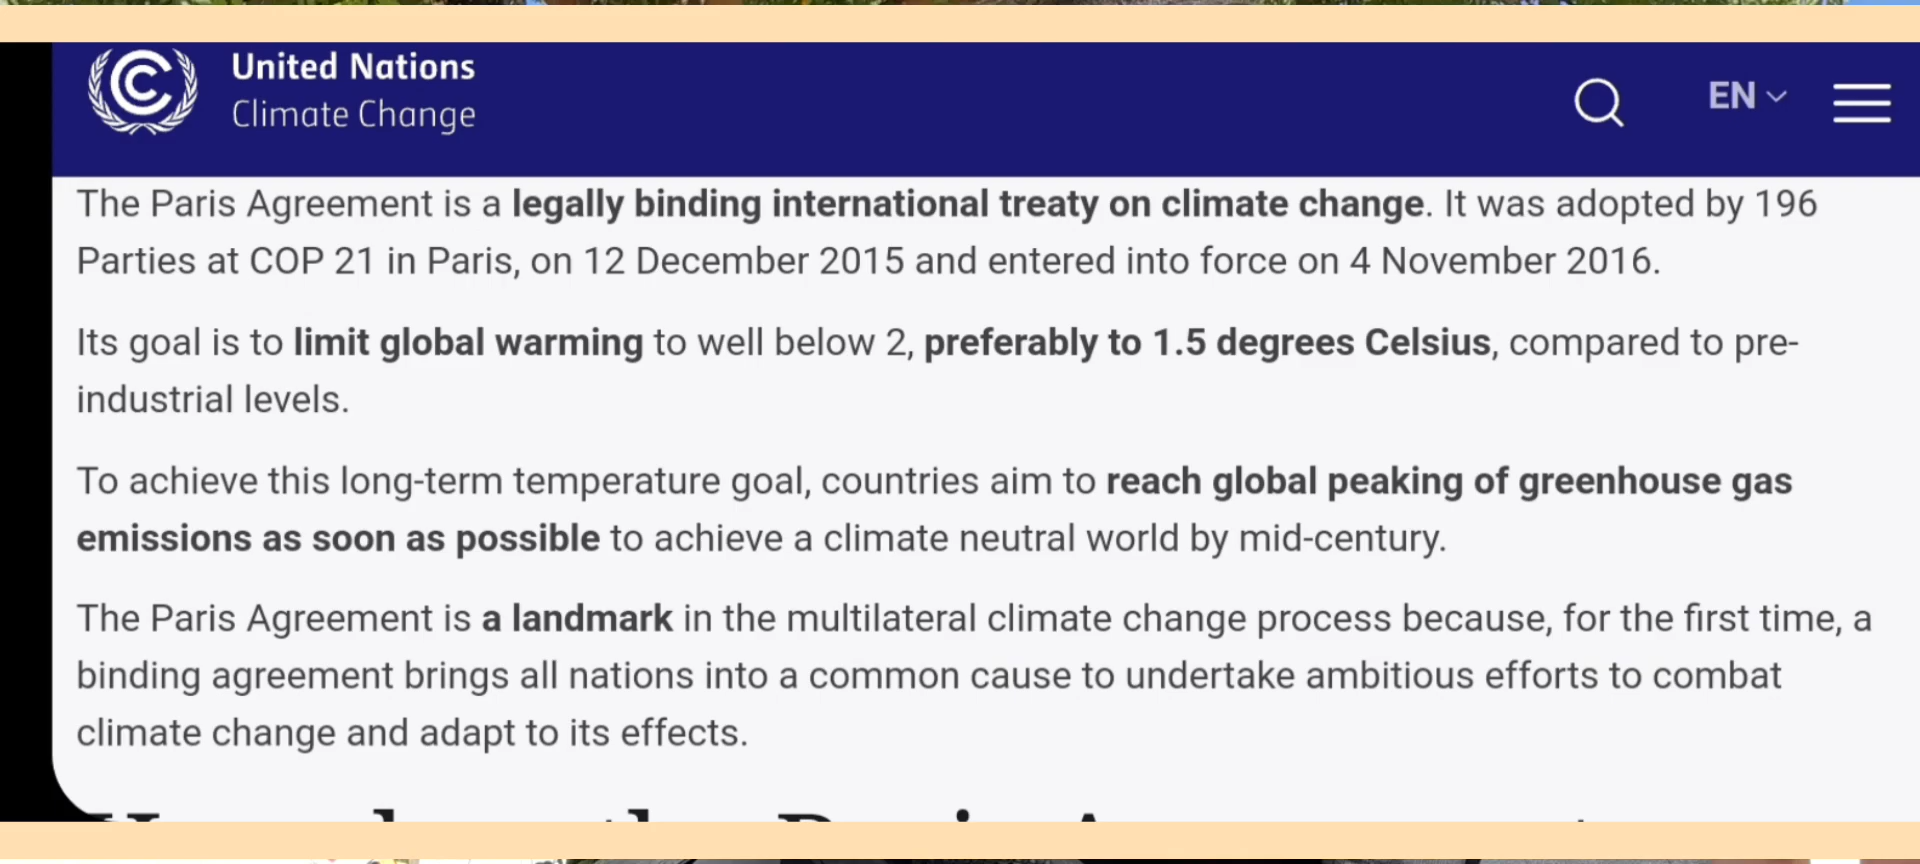 United Nations
Climate Change
EN
The Paris Agreement is a legally binding international treaty on climate change. It was adopted by 196
Parties at COP 21 in Paris, on 12 December 2015 and entered into force on 4 November 2016.
Its goal is to limit global warming to well below 2, preferably to 1.5 degrees Celsius, compared to pre-
industrial levels.
To achieve this long-term temperature goal, countries aim to reach global peaking of greenhouse gas
emissions as soon as possible to achieve a climate neutral world by mid-century.
The Paris Agreement is a landmark in the multilateral climate change process because, for the first time, a
binding agreement brings all nations into a common cause to undertake ambitious efforts to combat
climate change and adapt to its effects.